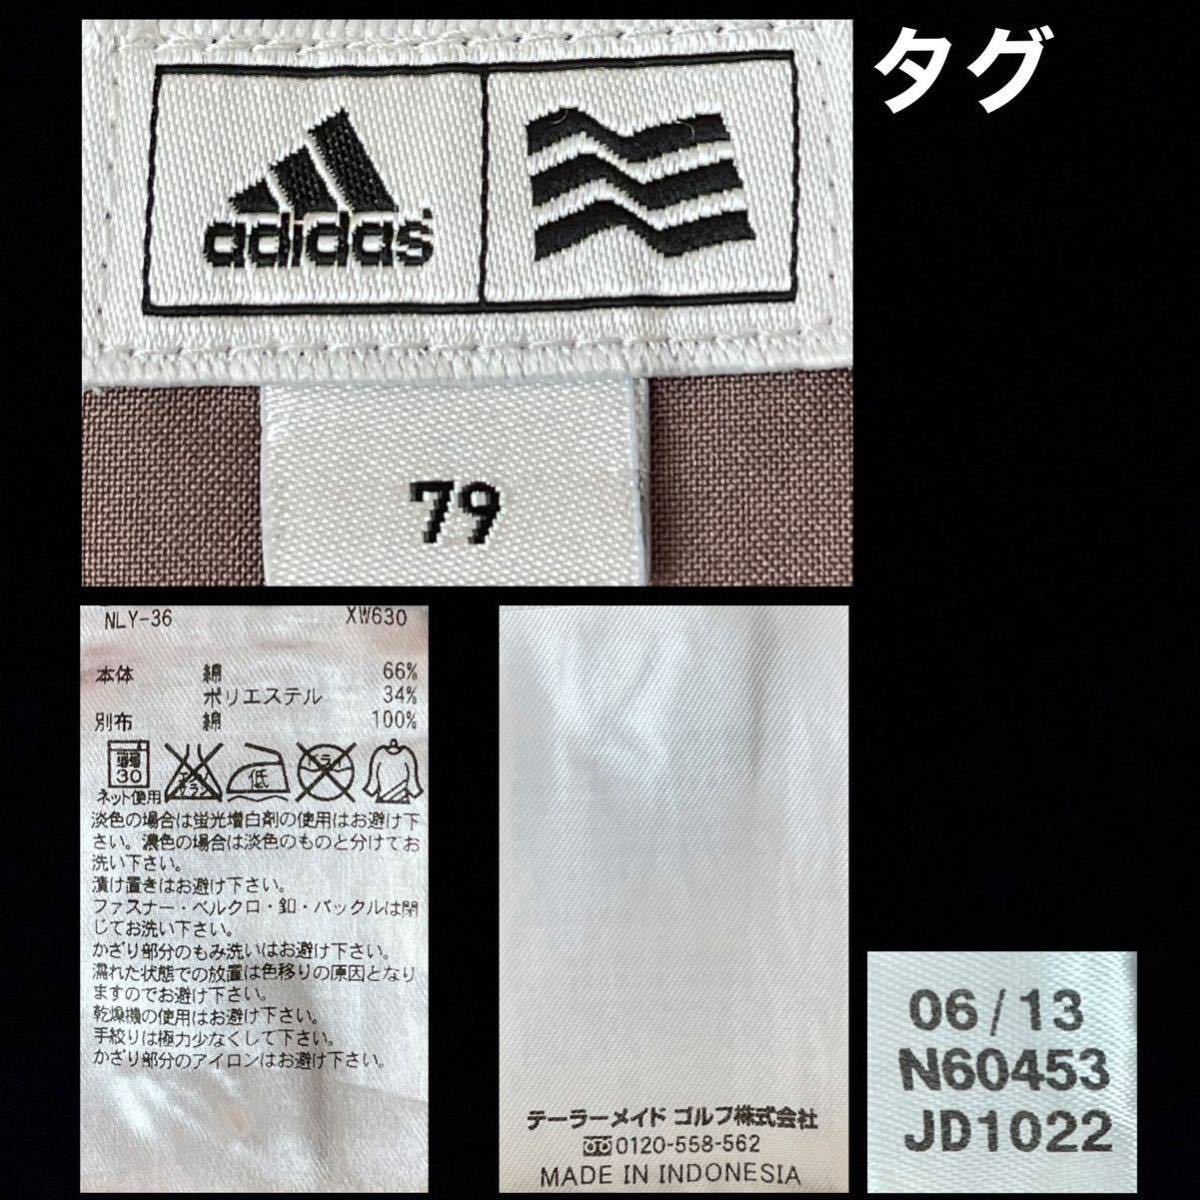 タグ
adidas
79
NLY-36 XW630
本体 綿 66%
ポリエステル 34%
別布 綿 100%
弱
30
ネット使用
エンソ
サラシ
低
ドライ
淡色の場合は蛍光増白剤の使用はお避け下
さい。濃色の場合は淡色のものと分けてお
洗い下さい。
漬け置きはお避け下さい。
ファスナー・ベルクロ・釦・バックルは閉
じてお洗い下さい。
かざり部分のもみ洗いはお避け下さい。
濡れた状態での放置は色移りの原因となり
ますのでお避け下さい。
乾燥機の使用はお避け下さい。
手絞りは極力少なくして下さい。
かざり部分のアイロンはお避け下さい。
テーラーメイド ゴルフ株式会社
0120-558-562
MADE IN INDONESIA
06/13
N60453
JD1022